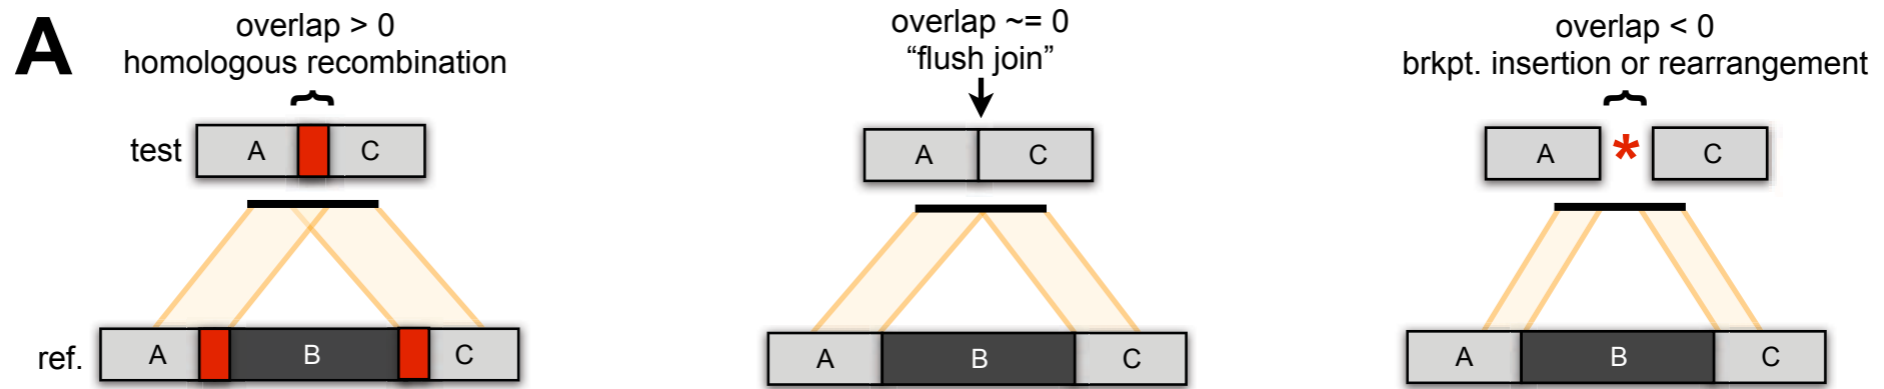 A
overlap > 0
homologous recombination
overlap ~= 0
“flush join”
overlap < 0
brkpt. insertion or rearrangement
test
A
C
A
C
A
*
C
ref.
A
B
C
A
B
C
A
B
C